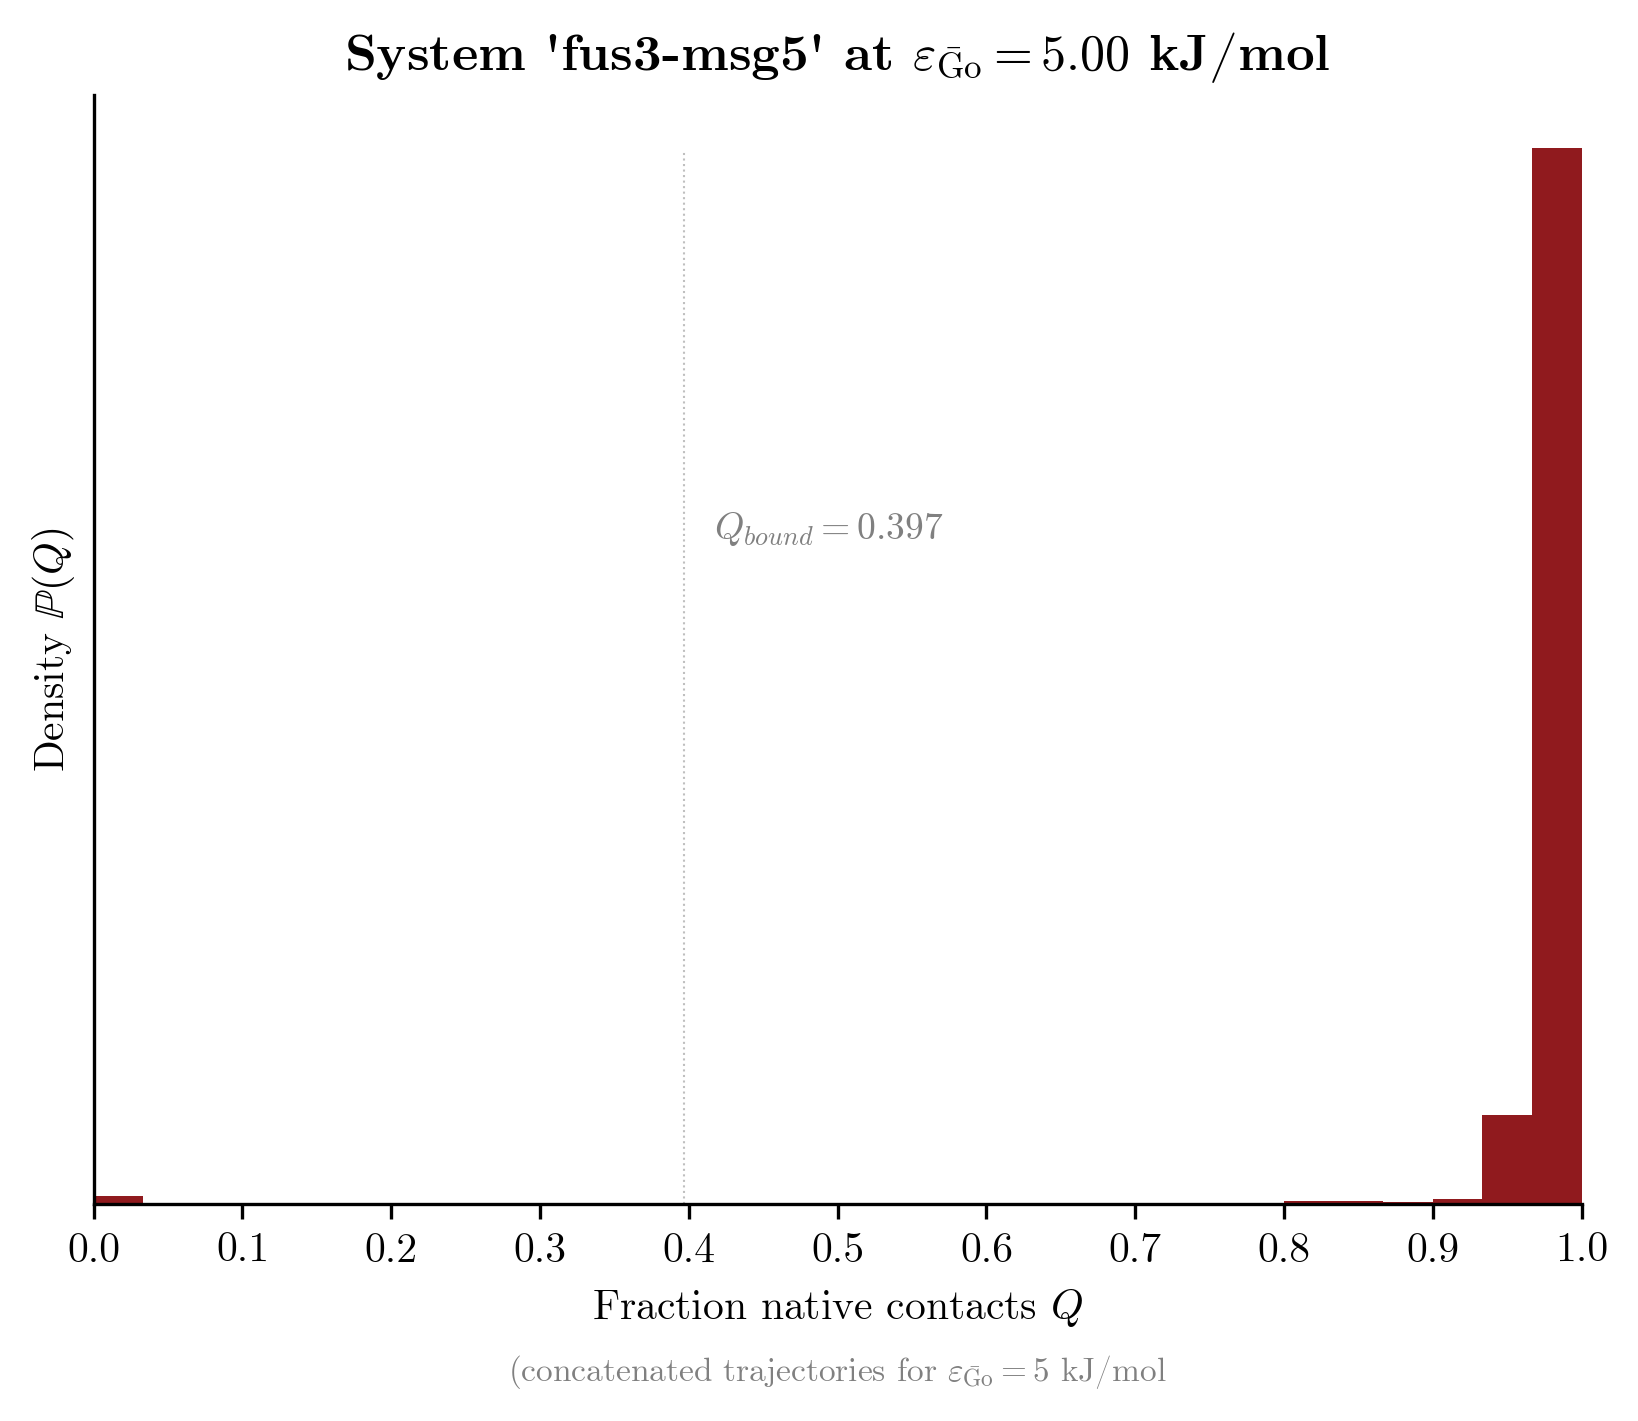 System 'fus3-msg5' at ε_Ḡo = 5.00 kJ/mol
Density ℙ(Q)
Q_bound = 0.397
0.0 0.1 0.2 0.3 0.4 0.5 0.6 0.7 0.8 0.9 1.0
Fraction native contacts Q
(concatenated trajectories for ε_Ḡo = 5 kJ/mol